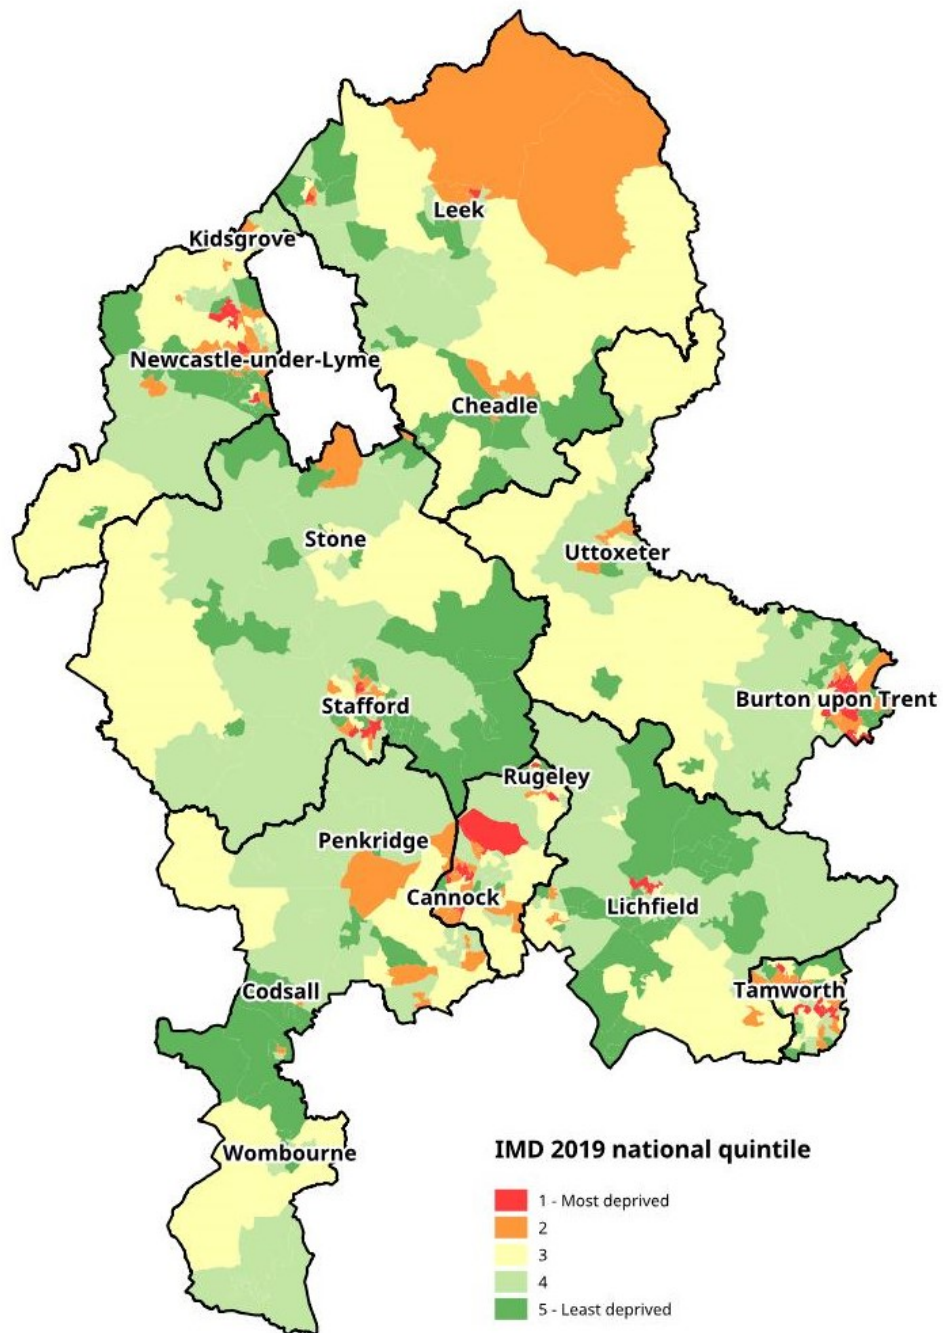 Leek
Kidsgrove
Newcastle-under-Lyme
Cheadle
Stone
Uttoxeter
Stafford
Burton upon Trent
Rugeley
Penkridge
Cannock
Lichfield
Codsall
Tamworth
Wombourne
IMD 2019 national quintile
1 - Most deprived
2
3
4
5 - Least deprived